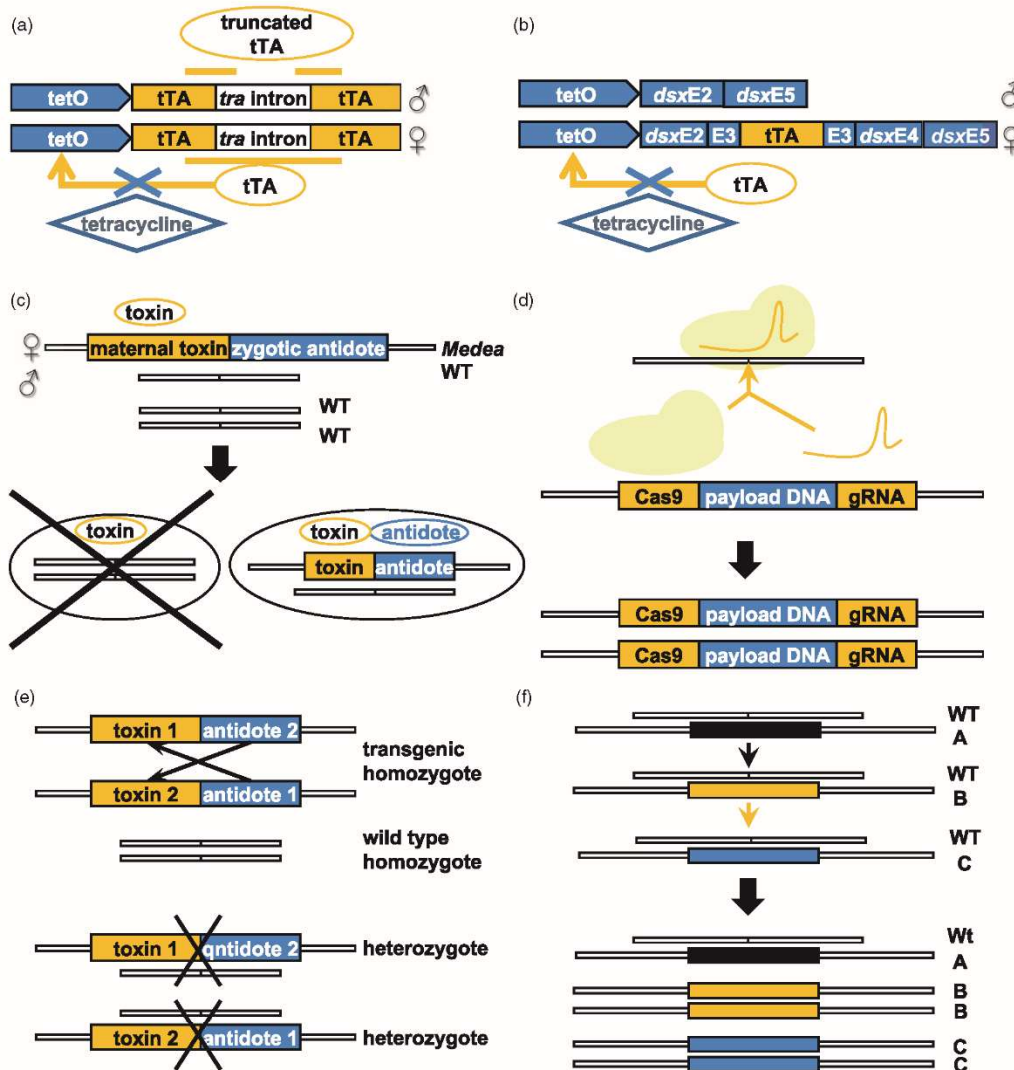 (a)
truncated
tTA
tetO tTA tra intron tTA ♂
tetO tTA tra intron tTA ♀
tTA
tetracycline
(b)
tetO dsxE2 dsxE5 ♂
tetO dsxE2 E3 tTA E3 dsxE4 dsxE5 ♀
tTA
tetracycline
(c)
toxin
♀ maternal toxin zygotic antidote Medea
♂ WT
WT
WT
toxin
toxin antidote
toxin antidote
(d)
Cas9 payload DNA gRNA
Cas9 payload DNA gRNA
Cas9 payload DNA gRNA
(e)
toxin 1 antidote 2
transgenic
homozygote
toxin 2 antidote 1
wild type
homozygote
toxin 1 qntidote 2 heterozygote
toxin 2 antidote 1 heterozygote
(f)
WT
A
WT
B
WT
C
Wt
A
B
B
C
C